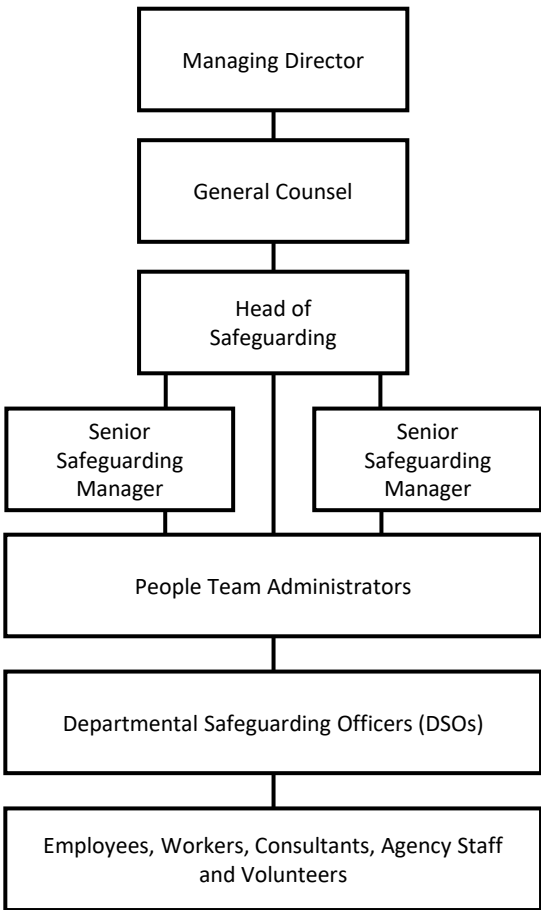 Managing Director
General Counsel
Head of
Safeguarding
Senior
Safeguarding
Manager
Senior
Safeguarding
Manager
People Team Administrators
Departmental Safeguarding Officers (DSOs)
Employees, Workers, Consultants, Agency Staff
and Volunteers